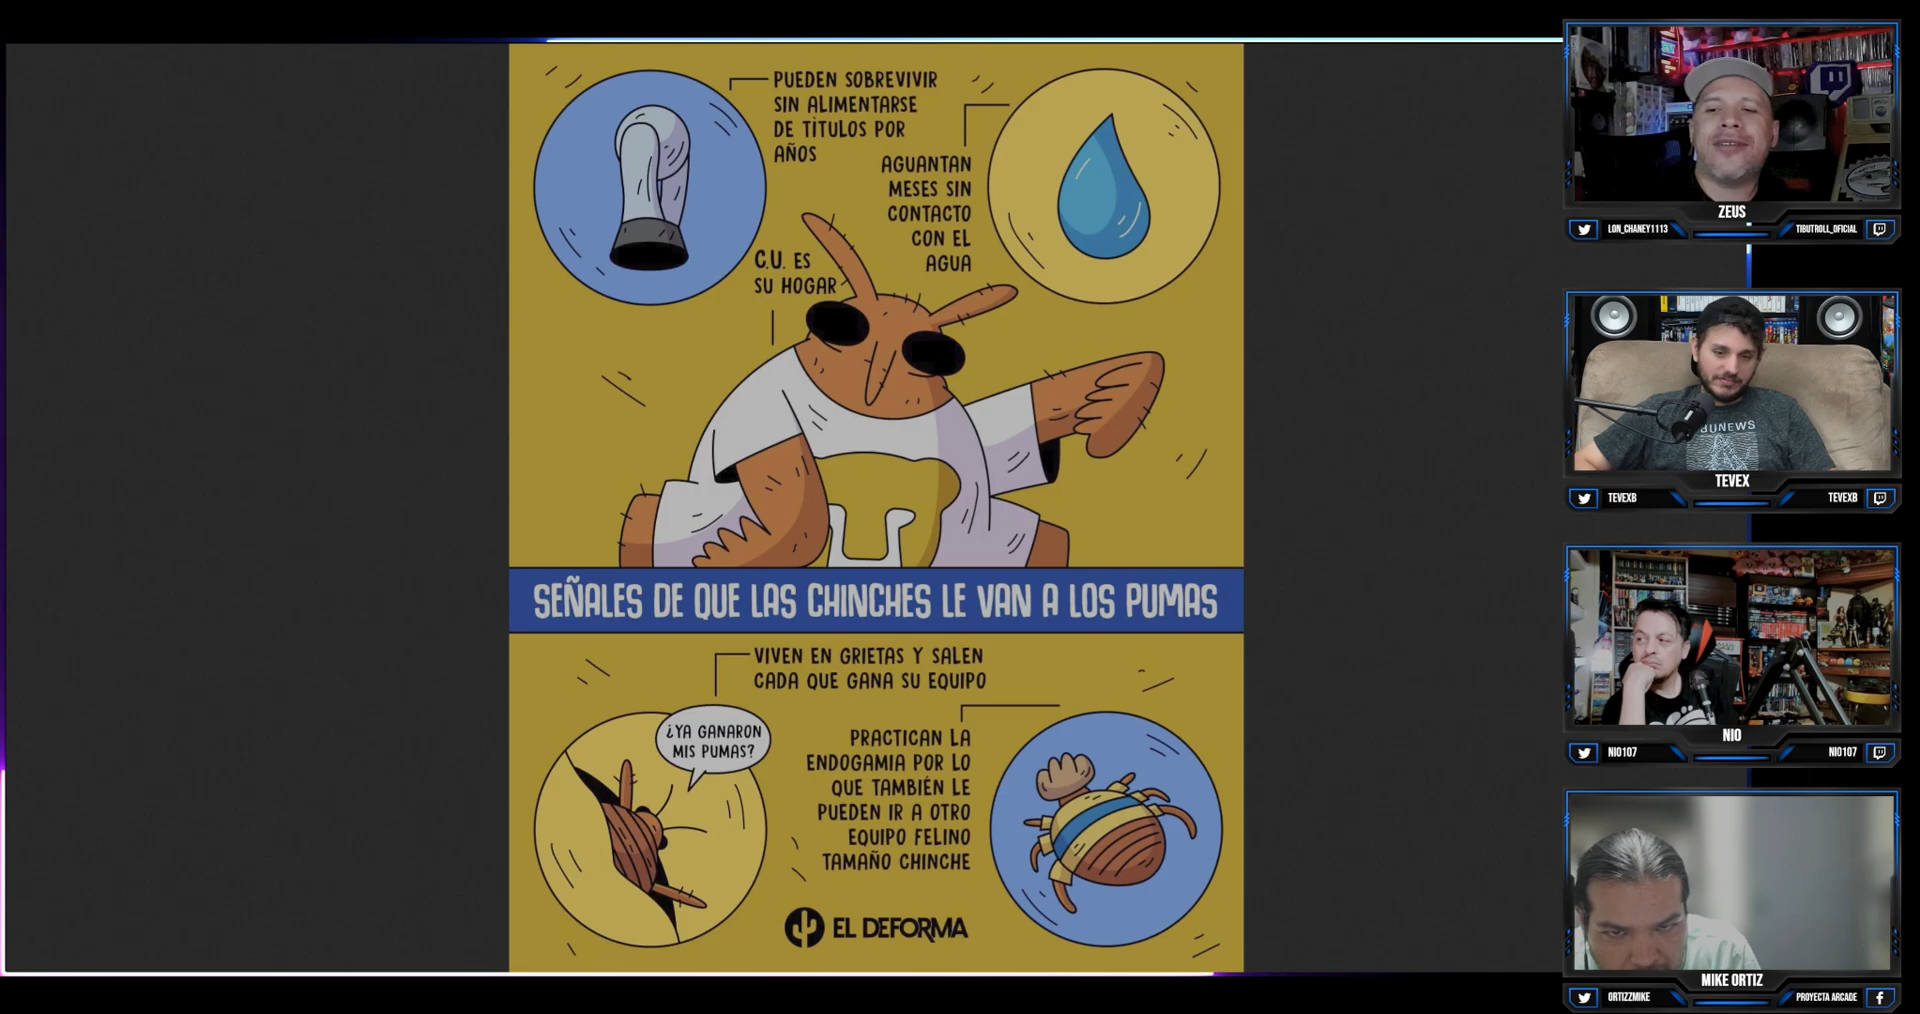 PUEDEN SOBREVIVIR
SIN ALIMENTARSE
DE TÍTULOS POR
AÑOS
AGUANTAN
MESES SIN
CONTACTO
CON EL
AGUA
C.U. ES
SU HOGAR
SEÑALES DE QUE LAS CHINCHES LE VAN A LOS PUMAS
VIVEN EN GRIETAS Y SALEN
CADA QUE GANA SU EQUIPO
¿YA GANARON
MIS PUMAS?
PRACTICAN LA
ENDOGAMIA POR LO
QUE TAMBIÉN LE
PUEDEN IR A OTRO
EQUIPO FELINO
TAMAÑO CHINCHE
EL DEFORMA
ZEUS
LON_CHANEY1113
TIBUTROLL_OFICIAL
BUNEWS
TEVEX
TEVEXB
TEVEXB
NIO
NIO107
NIO107
MIKE ORTIZ
ORTIZZMIKE
PROYECTA ARCADE